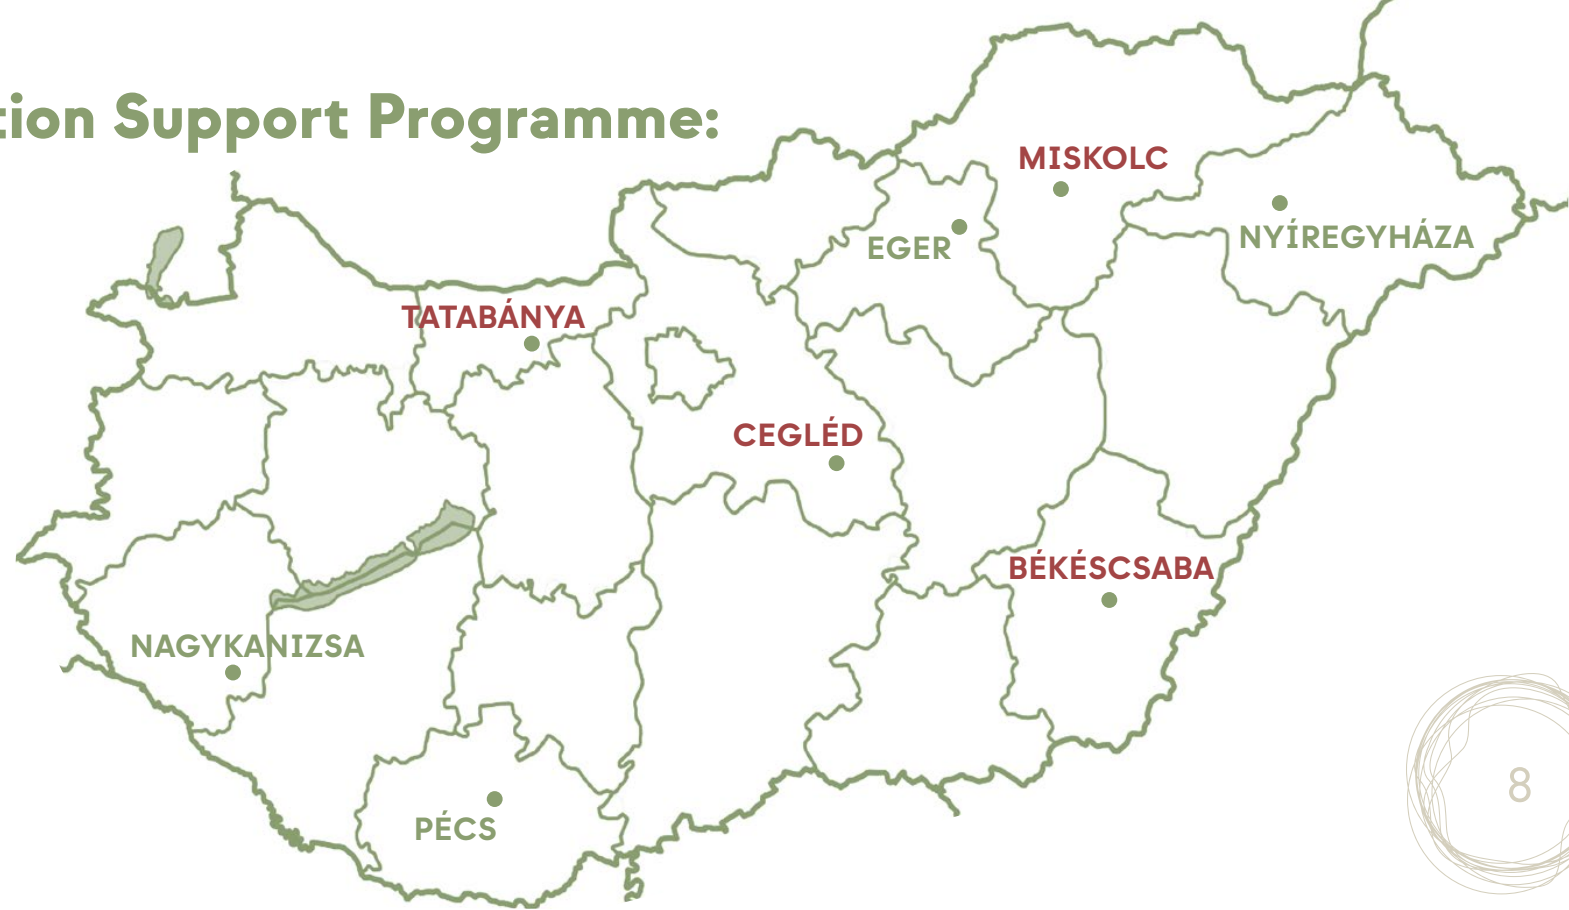 tion Support Programme:
MISKOLC
NYÍREGYHÁZA
EGER
TATABÁNYA
CEGLÉD
BÉKÉSCSABA
NAGYKANIZSA
PÉCS
8